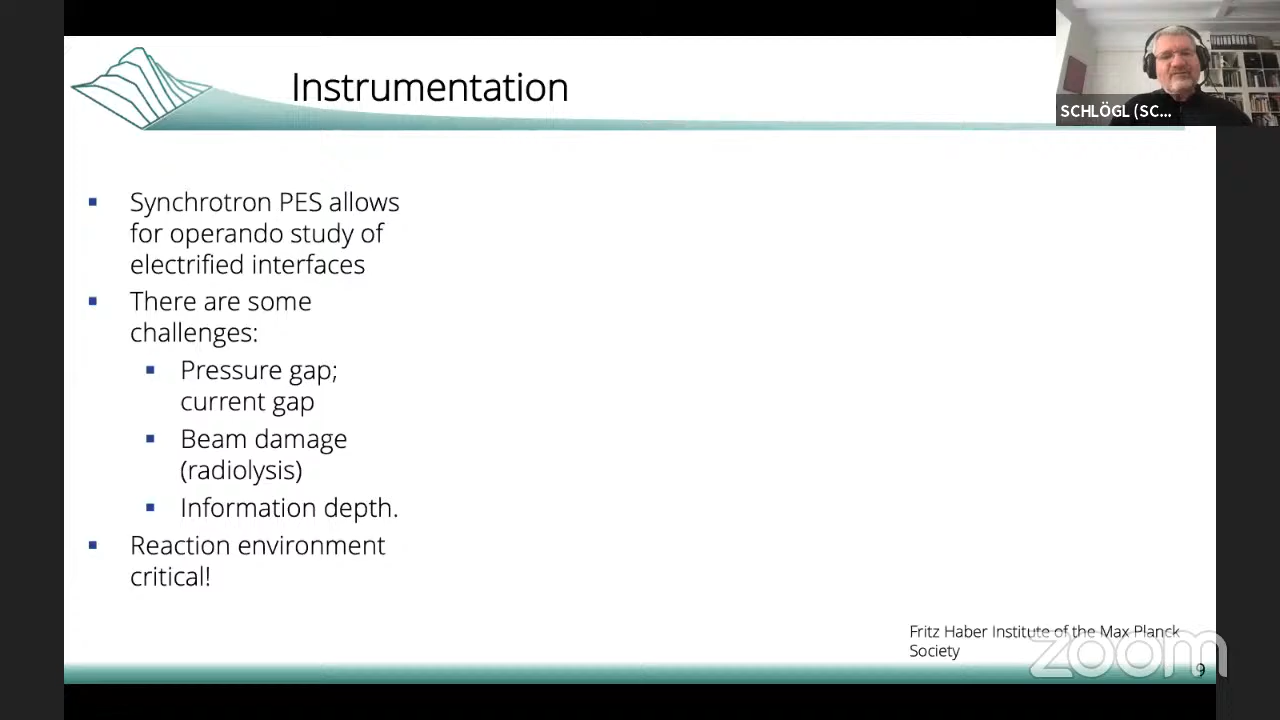 Instrumentation
SCHLÖGL (SC...
Synchrotron PES allows
for operando study of
electrified interfaces
There are some
challenges:
Pressure gap;
current gap
Beam damage
(radiolysis)
Information depth.
Reaction environment
critical!
Fritz Haber Institute of the Max Planck
Society
zoom
9